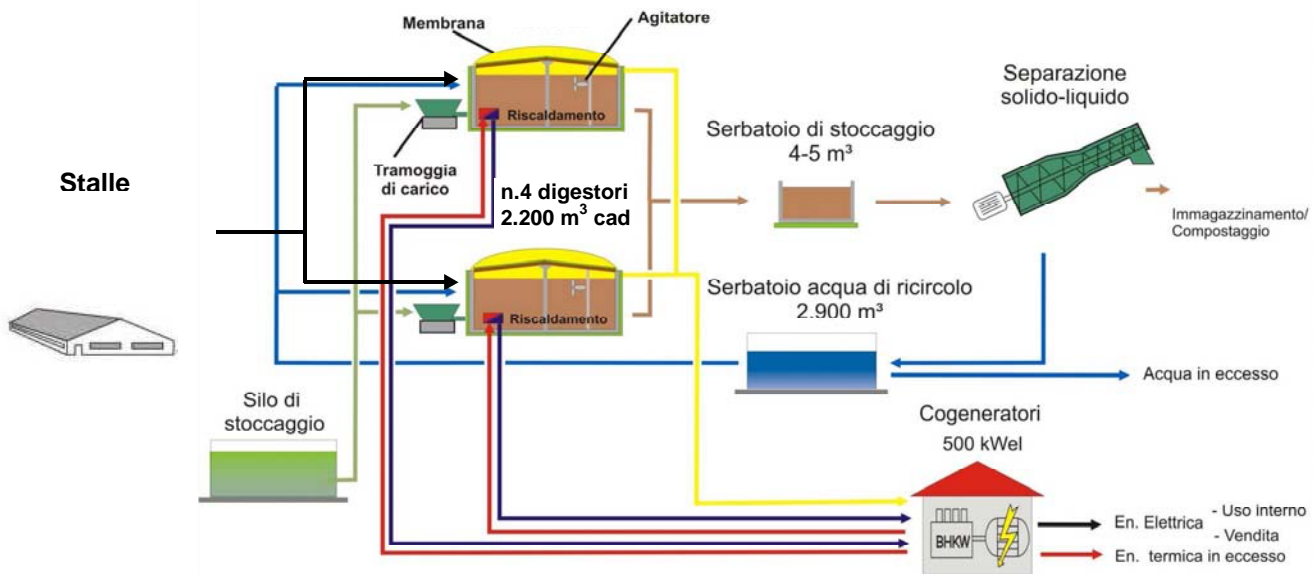 Membrana
Agitatore
Separazione
solido-liquido
Riscaldamento
Serbatoio di stoccaggio
4-5 m³
Tramoggia
di carico
Stalle
n.4 digestori
2.200 m³ cad
Immagazzinamento/
Compostaggio
Serbatoio acqua di ricircolo
2.900 m³
Riscaldamento
Acqua in eccesso
Silo di
stoccaggio
Cogeneratori
500 kWel
BHKW
En. Elettrica
- Uso interno
- Vendita
En. termica in eccesso